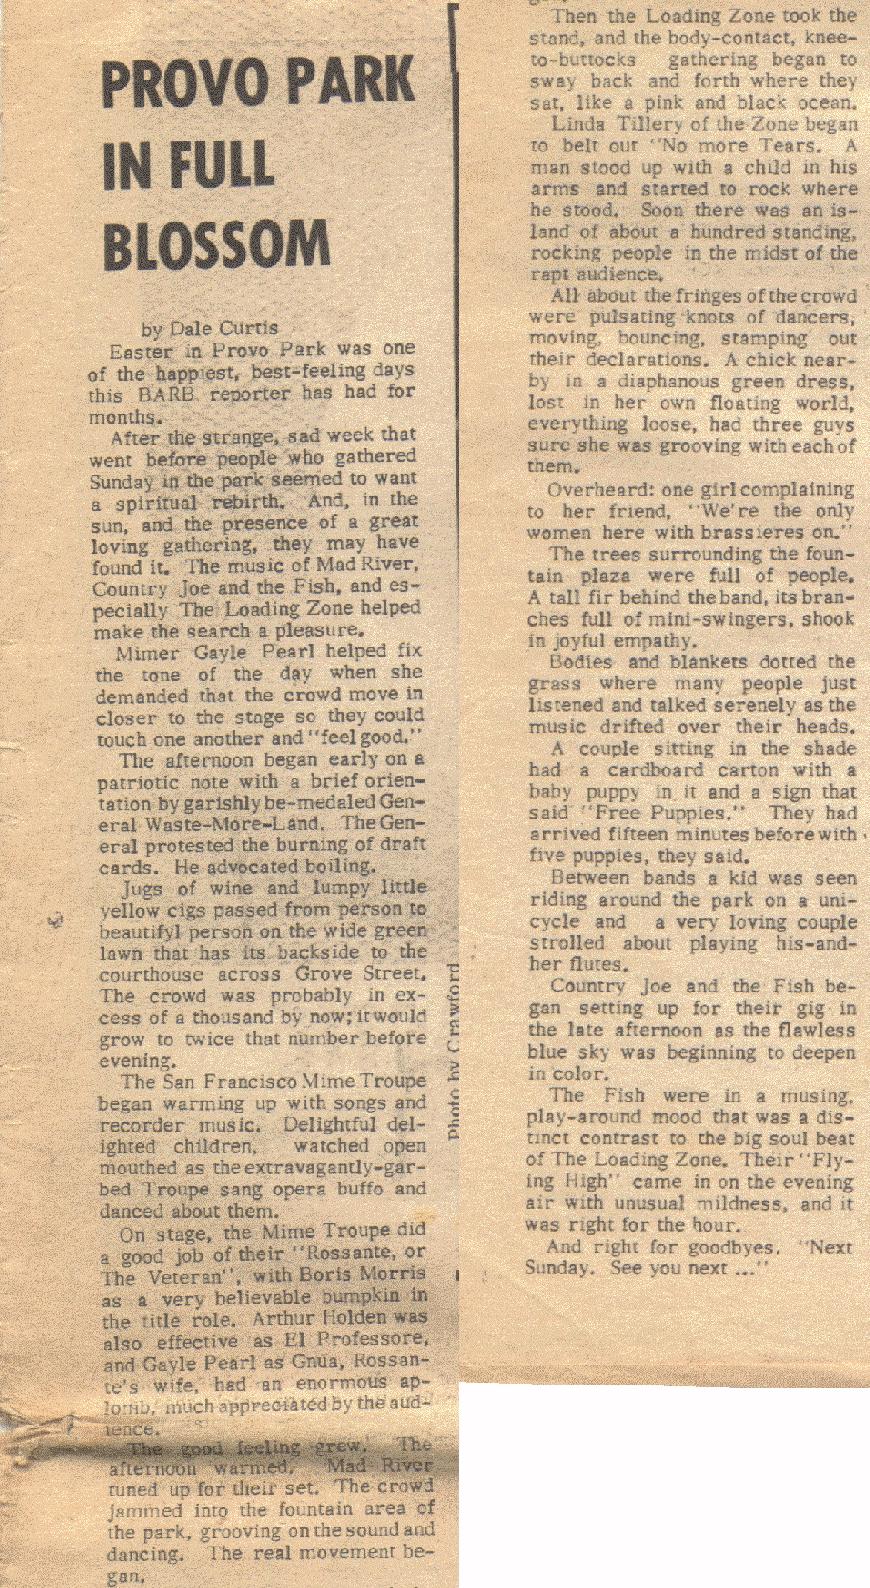 PROVO PARK
IN FULL
BLOSSOM
by Dale Curtis
Easter in Provo Park was one
of the happiest, best-feeling days
this BARB reporter has had for
months.
After the strange, sad week that
went before people who gathered
Sunday in the park seemed to want
a spiritual rebirth. And, in the
sun, and the presence of a great
loving gathering, they may have
found it. The music of Mad River,
Country Joe and the Fish, and es-
pecially The Loading Zone helped
make the search a pleasure.
Mimer Gayle Pearl helped fix
the tone of the day when she
demanded that the crowd move in
closer to the stage so they could
touch one another and "feel good."
The afternoon began early on a
patriotic note with a brief orien-
tation by garishly be-medaled Gen-
eral Waste-More-Land. The Gen-
eral protested the burning of draft
cards. He advocated boiling.
Jugs of wine and lumpy little
yellow cigs passed from person to
beautifyl person on the wide green
lawn that has its backside to the
courthouse across Grove Street.
The crowd was probably in ex-
cess of a thousand by now; it would
grow to twice that number before
evening.
The San Francisco Mime Troupe
began warming up with songs and
recorder music. Delightful del-
ighted children, watched open
mouthed as the extravagantly-gar-
bed Troupe sang opera buffo and
danced about them.
On stage, the Mime Troupe did
a good job of their "Rossante, or
The Veteran", with Boris Morris
as a very believable bumpkin in
the title role. Arthur Holden was
also effective as El Professore,
and Gayle Pearl as Gnua, Rossan-
te's wife, had an enormous ap-
lomb, much appreciated by the aud-
ience.
The good feeling grew. The
afternoon warmed. Mad River
tuned up for their set. The crowd
jammed into the fountain area of
the park, grooving on the sound and
dancing. The real movement be-
gan.
Photo by Crawford
Then the Loading Zone took the
stand, and the body-contact, knee-
to-buttocks gathering began to
sway back and forth where they
sat, like a pink and black ocean.
Linda Tillery of the Zone began
to belt out "No more Tears. A
man stood up with a child in his
arms and started to rock where
he stood. Soon there was an is-
land of about a hundred standing,
rocking people in the midst of the
rapt audience.
All about the fringes of the crowd
were pulsating knots of dancers,
moving, bouncing, stamping out
their declarations. A chick near-
by in a diaphanous green dress,
lost in her own floating world,
everything loose, had three guys
sure she was grooving with each of
them.
Overheard: one girl complaining
to her friend, "We're the only
women here with brassieres on."
The trees surrounding the foun-
tain plaza were full of people.
A tall fir behind the band, its bran-
ches full of mini-swingers, shook
in joyful empathy.
Bodies and blankets dotted the
grass where many people just
listened and talked serenely as the
music drifted over their heads.
A couple sitting in the shade
had a cardboard carton with a
baby puppy in it and a sign that
said "Free Puppies." They had
arrived fifteen minutes before with
five puppies, they said.
Between bands a kid was seen
riding around the park on a uni-
cycle and a very loving couple
strolled about playing his-and-
her flutes.
Country Joe and the Fish be-
gan setting up for their gig in
the late afternoon as the flawless
blue sky was beginning to deepen
in color.
The Fish were in a musing,
play-around mood that was a dis-
tinct contrast to the big soul beat
of The Loading Zone. Their "Fly-
ing High" came in on the evening
air with unusual mildness, and it
was right for the hour.
And right for goodbyes. "Next
Sunday. See you next ..."